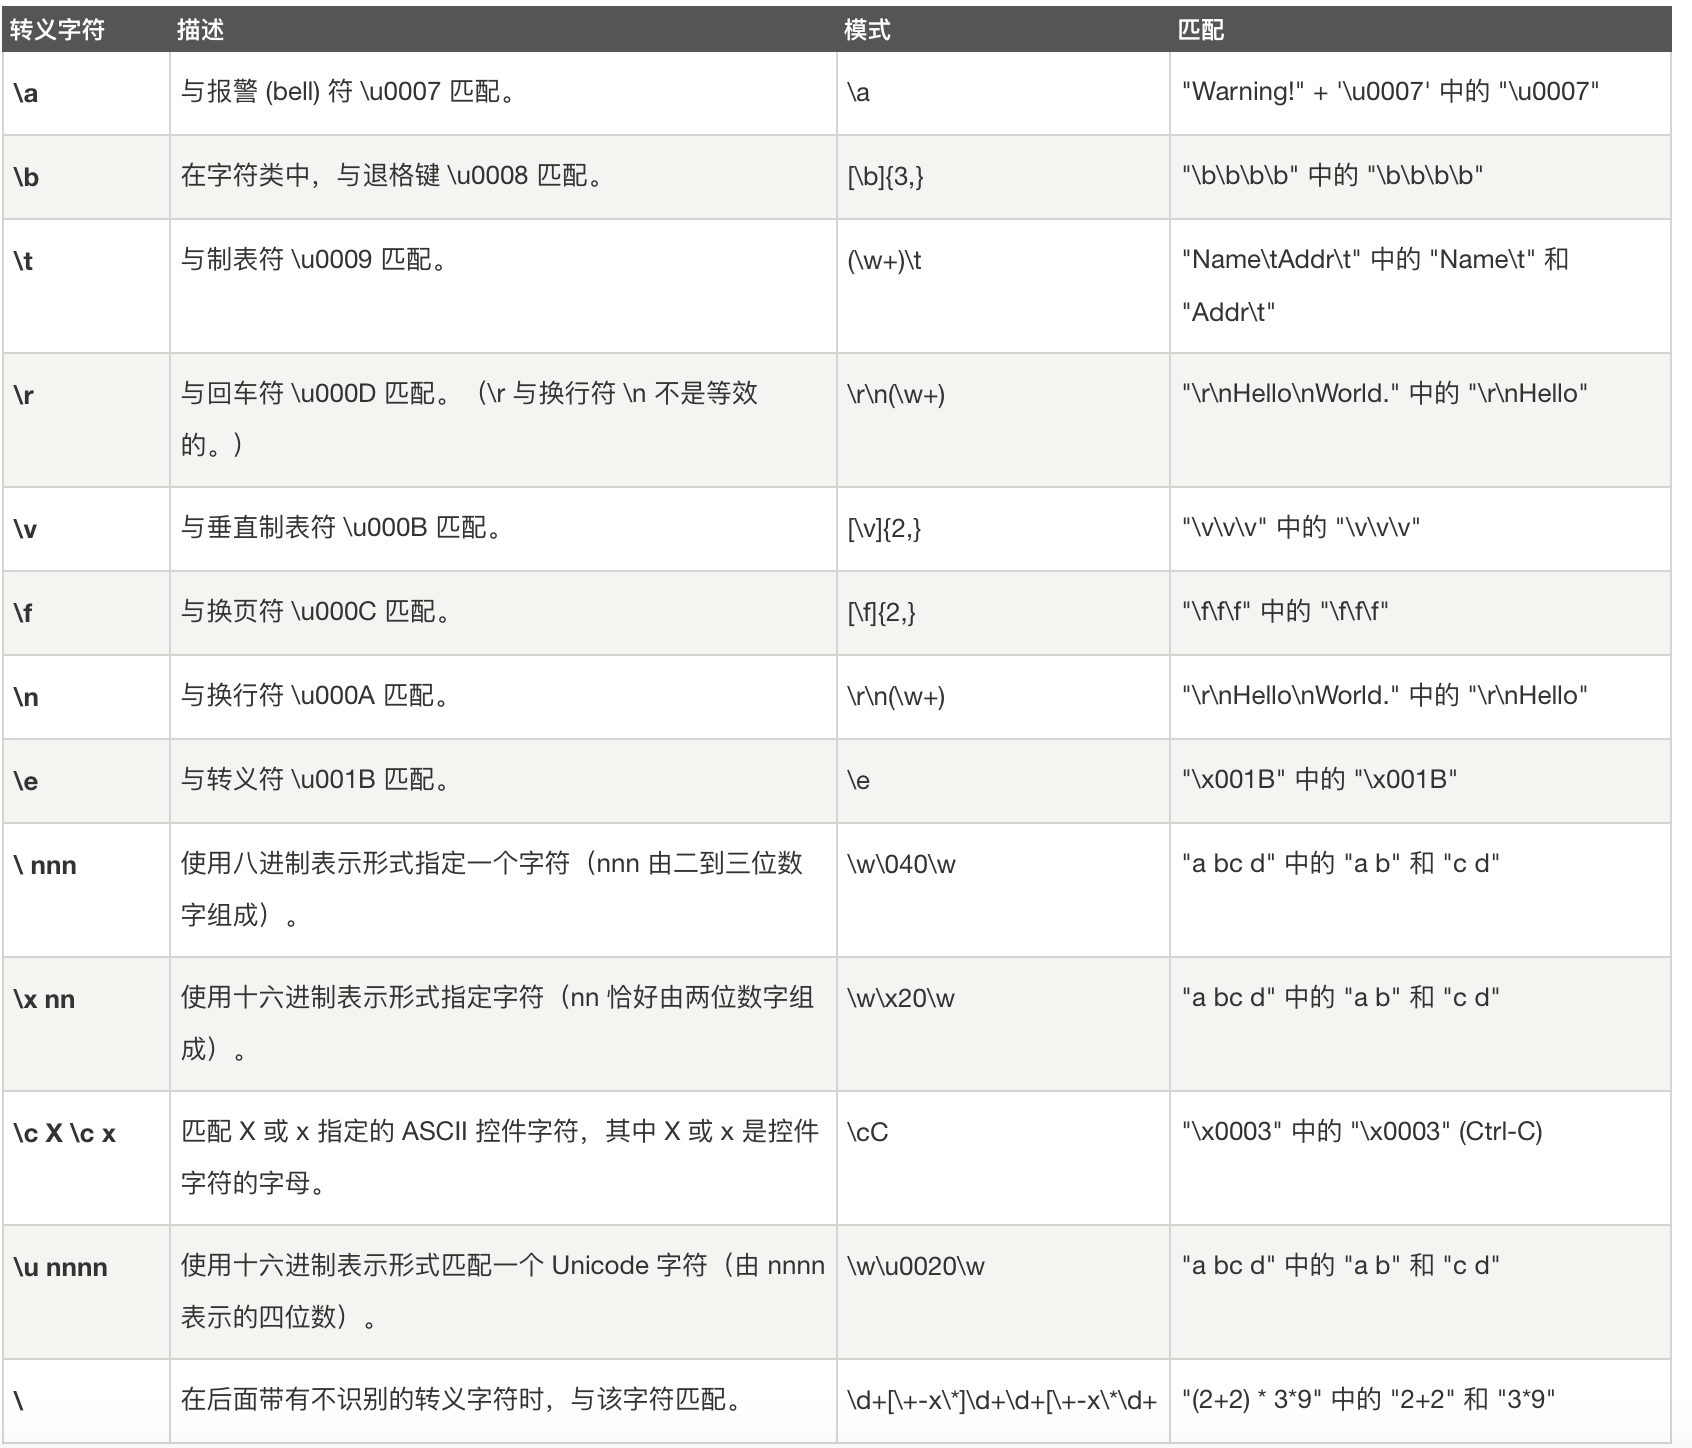 转义字符 描述 模式 匹配
\a 与报警 (bell) 符 \u0007 匹配。 \a "Warning!" + '\u0007' 中的 "\u0007"
\b 在字符类中，与退格键 \u0008 匹配。 [\b]{3,} "\b\b\b\b" 中的 "\b\b\b\b"
\t 与制表符 \u0009 匹配。 (\w+)\t "Name\tAddr\t" 中的 "Name\t" 和
"Addr\t"
\r 与回车符 \u000D 匹配。（\r 与换行符 \n 不是等效 \r\n(\w+) "\r\nHello\nWorld." 中的 "\r\nHello"
的。）
\v 与垂直制表符 \u000B 匹配。 [\v]{2,} "\v\v\v" 中的 "\v\v\v"
\f 与换页符 \u000C 匹配。 [\f]{2,} "\f\f\f" 中的 "\f\f\f"
\n 与换行符 \u000A 匹配。 \r\n(\w+) "\r\nHello\nWorld." 中的 "\r\nHello"
\e 与转义符 \u001B 匹配。 \e "\x001B" 中的 "\x001B"
\ nnn 使用八进制表示形式指定一个字符（nnn 由二到三位数 \w\040\w "a bc d" 中的 "a b" 和 "c d"
字组成）。
\x nn 使用十六进制表示形式指定字符（nn 恰好由两位数字组 \w\x20\w "a bc d" 中的 "a b" 和 "c d"
成）。
\c X \c x 匹配 X 或 x 指定的 ASCII 控件字符，其中 X 或 x 是控件 \cC "\x0003" 中的 "\x0003" (Ctrl-C)
字符的字母。
\u nnnn 使用十六进制表示形式匹配一个 Unicode 字符（由 nnnn \w\u0020\w "a bc d" 中的 "a b" 和 "c d"
表示的四位数）。
\ 在后面带有不识别的转义字符时，与该字符匹配。 \d+[\+-x\*]\d+\d+[\+-x\*\d+ "(2+2) * 3*9" 中的 "2+2" 和 "3*9"